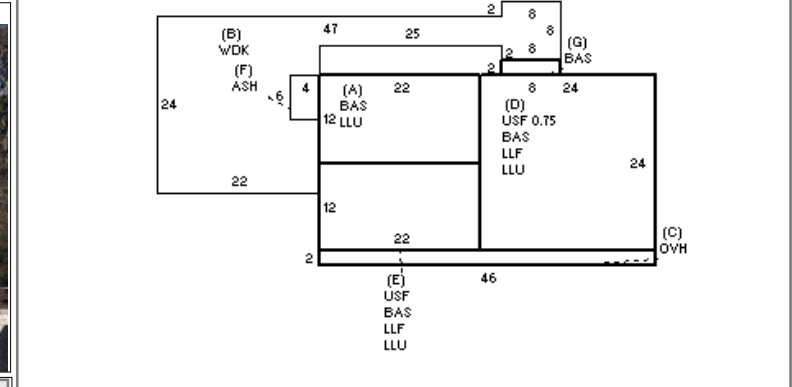 2
8
47
25
8
(B)
WDK
2
8
(G)
BAS
2
(F)
ASH
4
(A)
22
8
24
6
BAS
(D)
24
12
LLU
USF 0.75
BAS
LLF
24
LLU
22
12
22
(C)
OVH
2
46
(E)
USF
BAS
LLF
LLU